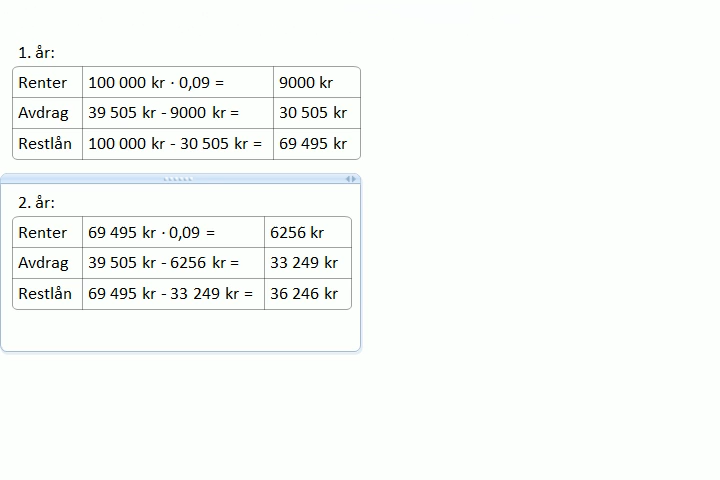 1. år:
Renter 100 000 kr · 0,09 = 9000 kr
Avdrag 39 505 kr - 9000 kr = 30 505 kr
Restlån 100 000 kr - 30 505 kr = 69 495 kr
2. år:
Renter 69 495 kr · 0,09 = 6256 kr
Avdrag 39 505 kr - 6256 kr = 33 249 kr
Restlån 69 495 kr - 33 249 kr = 36 246 kr